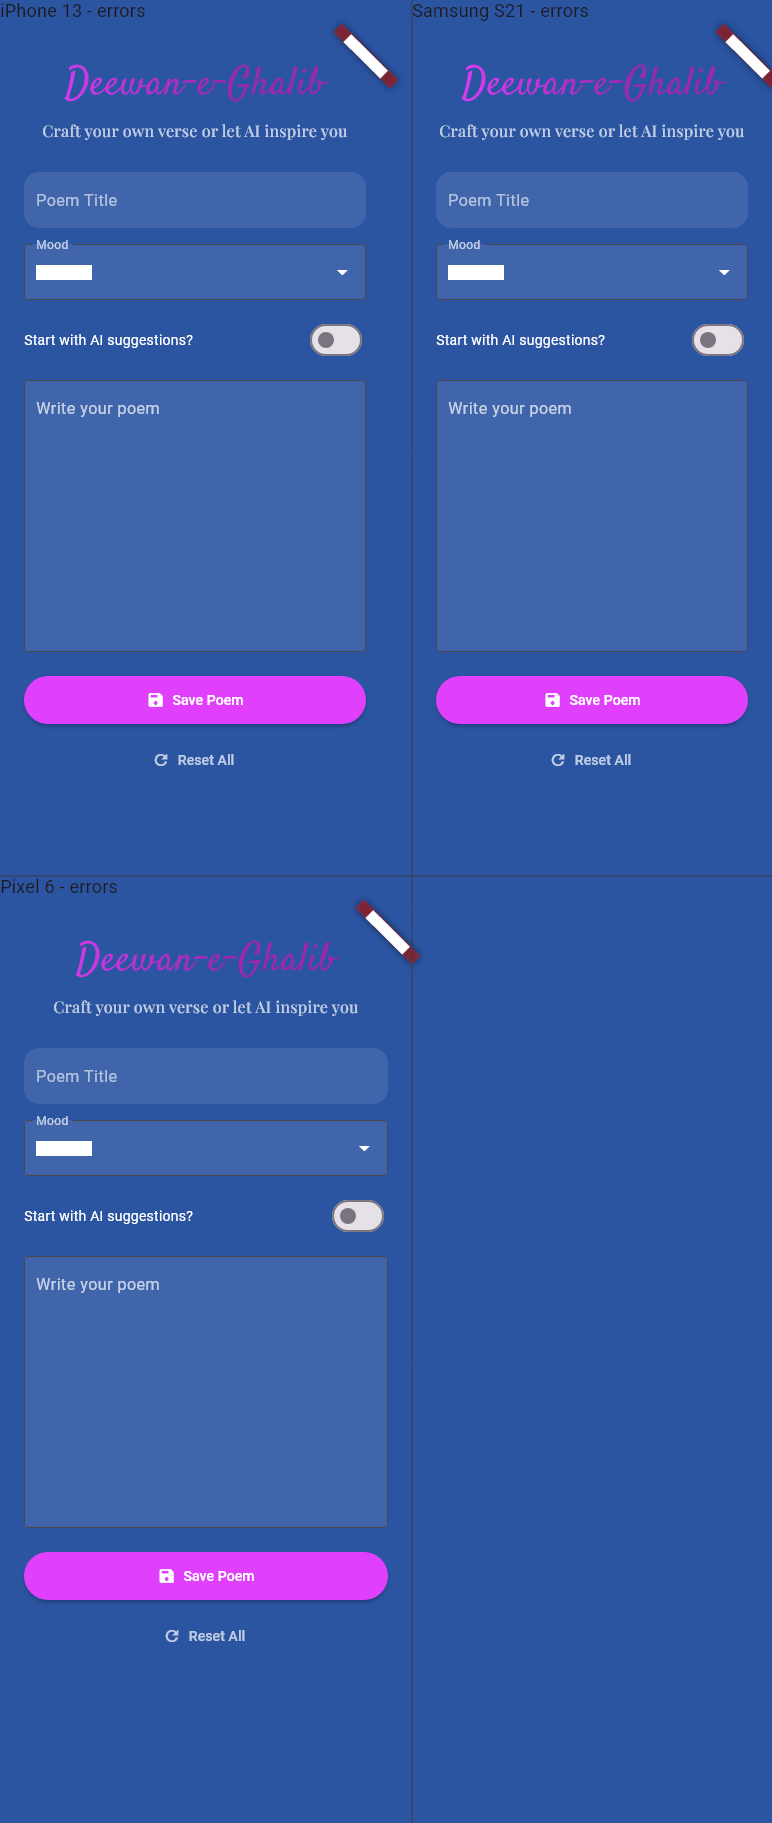 iPhone 13 - errors
Deewan-e-Ghalib
Craft your own verse or let AI inspire you
Poem Title
Mood
Start with AI suggestions?
Write your poem
Save Poem
Reset All
Samsung S21 - errors
Deewan-e-Ghalib
Craft your own verse or let AI inspire you
Poem Title
Mood
Start with AI suggestions?
Write your poem
Save Poem
Reset All
Pixel 6 - errors
Deewan-e-Ghalib
Craft your own verse or let AI inspire you
Poem Title
Mood
Start with AI suggestions?
Write your poem
Save Poem
Reset All